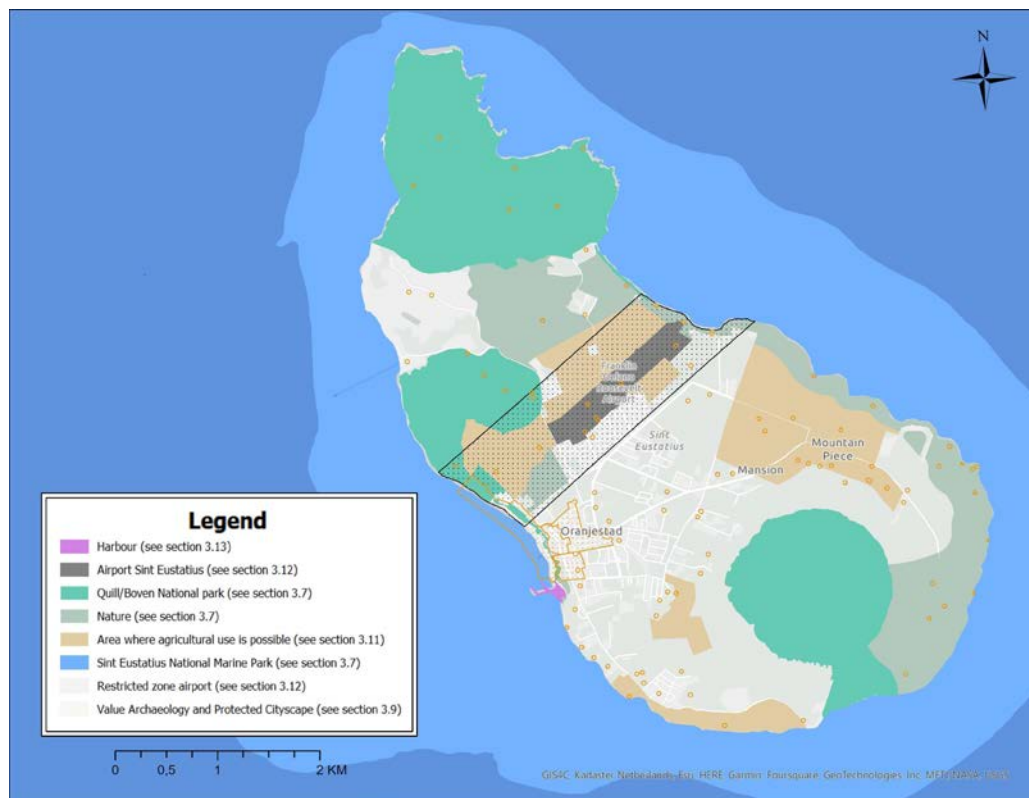 N
Franklin
Delano
Roosevelt
Airport
Sint
Eustatius
Mountain
Piece
Mansion
Oranjestad
Legend
Harbour (see section 3.13)
Airport Sint Eustatius (see section 3.12)
Quill/Boven National park (see section 3.7)
Nature (see section 3.7)
Area where agricultural use is possible (see section 3.11)
Sint Eustatius National Marine Park (see section 3.7)
Restricted zone airport (see section 3.12)
Value Archaeology and Protected Cityscape (see section 3.9)
0 0,5 1 2 KM
GIS4C, Kadaster, Netherlands, Esri, HERE, Garmin, Foursquare, GeoTechnologies, Inc, METI/NASA, USGS